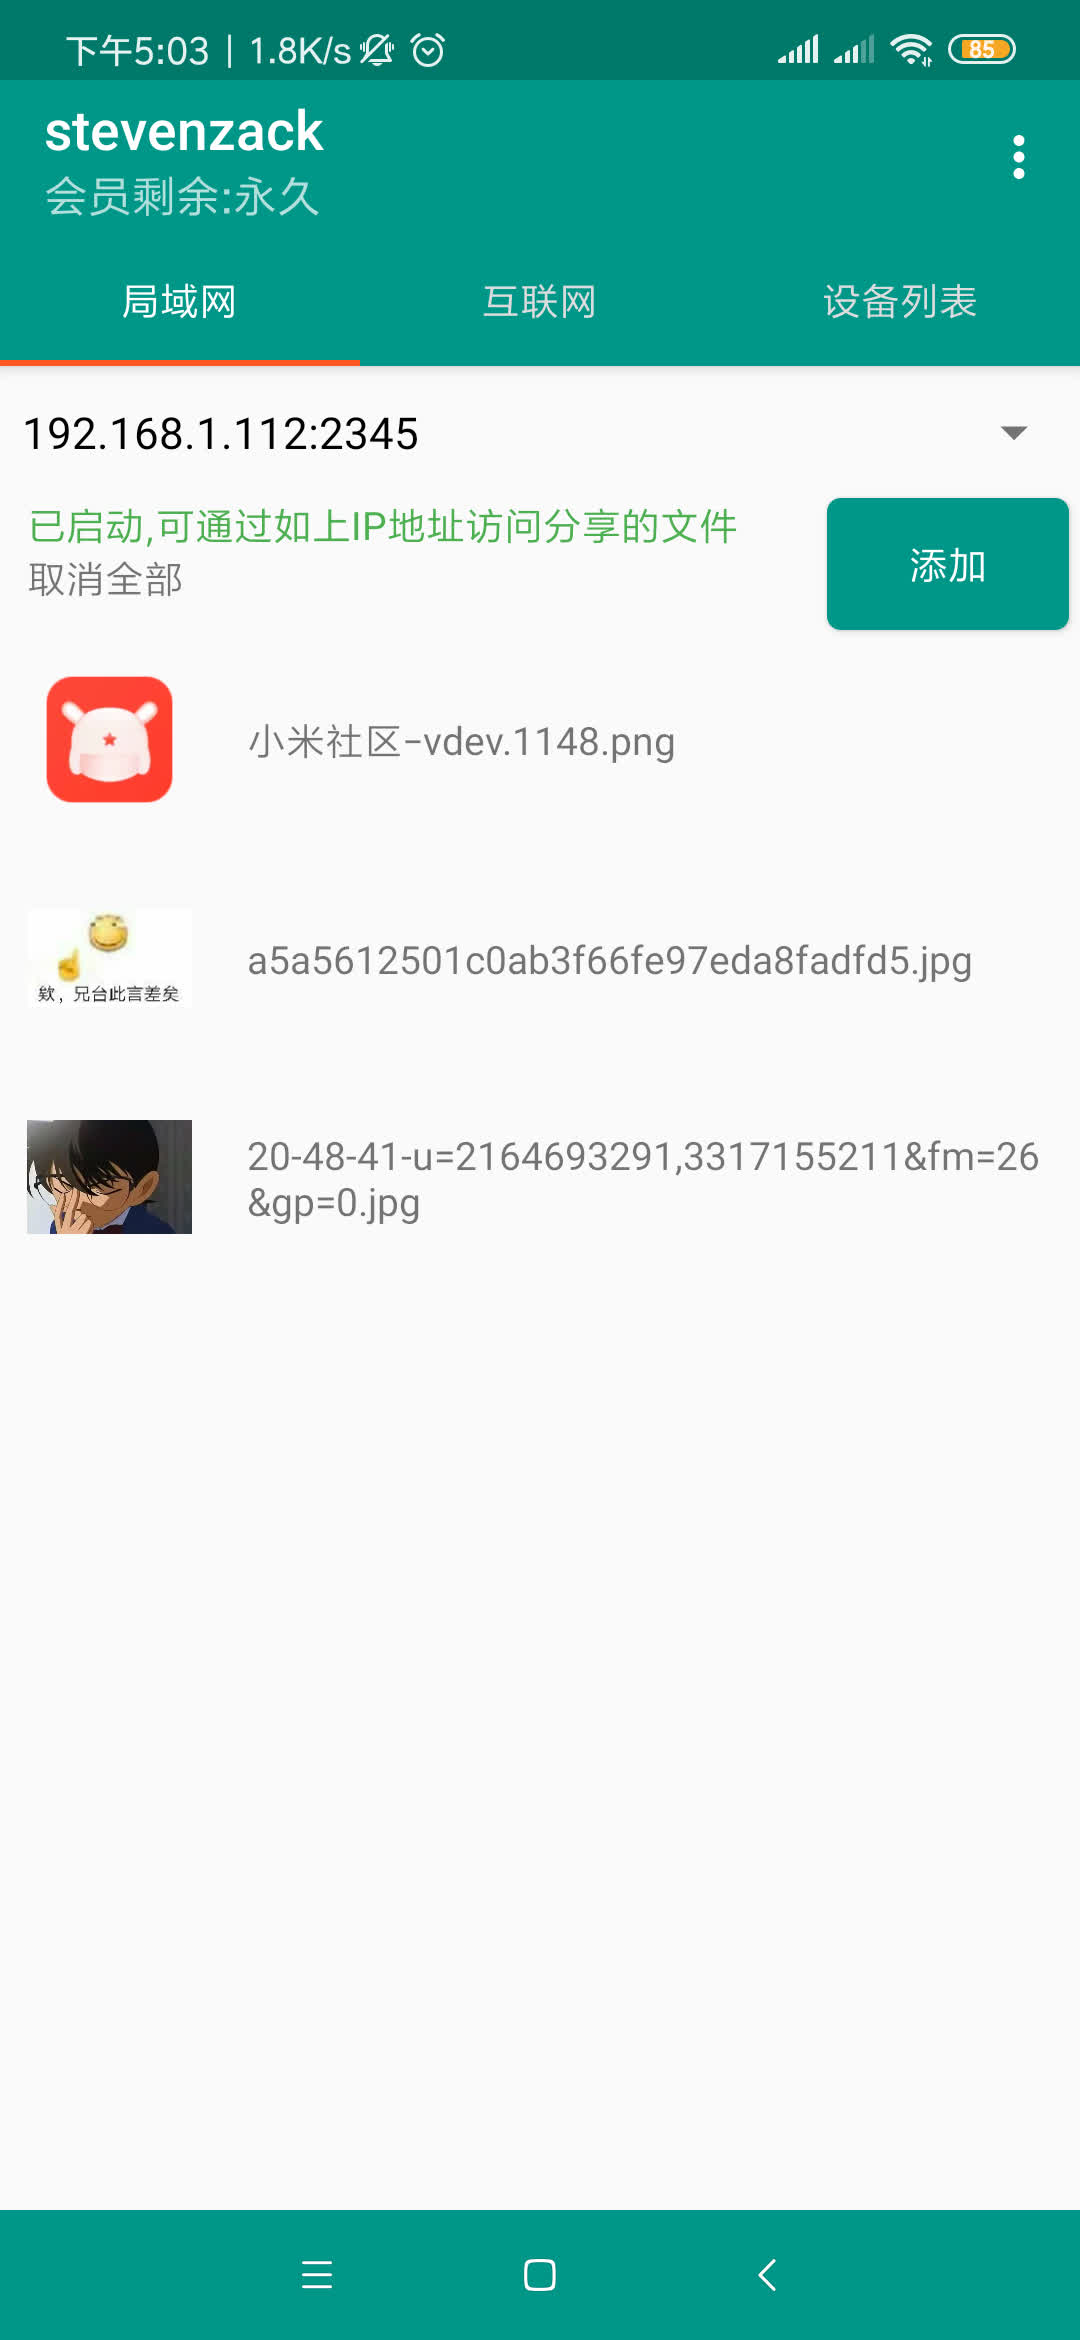 下午5:03 | 1.8K/s
85
stevenzack
会员剩余:永久
局域网
互联网
设备列表
192.168.1.112:2345
已启动,可通过如上IP地址访问分享的文件
取消全部
添加
小米社区-vdev.1148.png
欸，兄台此言差矣
a5a5612501c0ab3f66fe97eda8fadfd5.jpg
20-48-41-u=2164693291,3317155211&fm=26
&gp=0.jpg